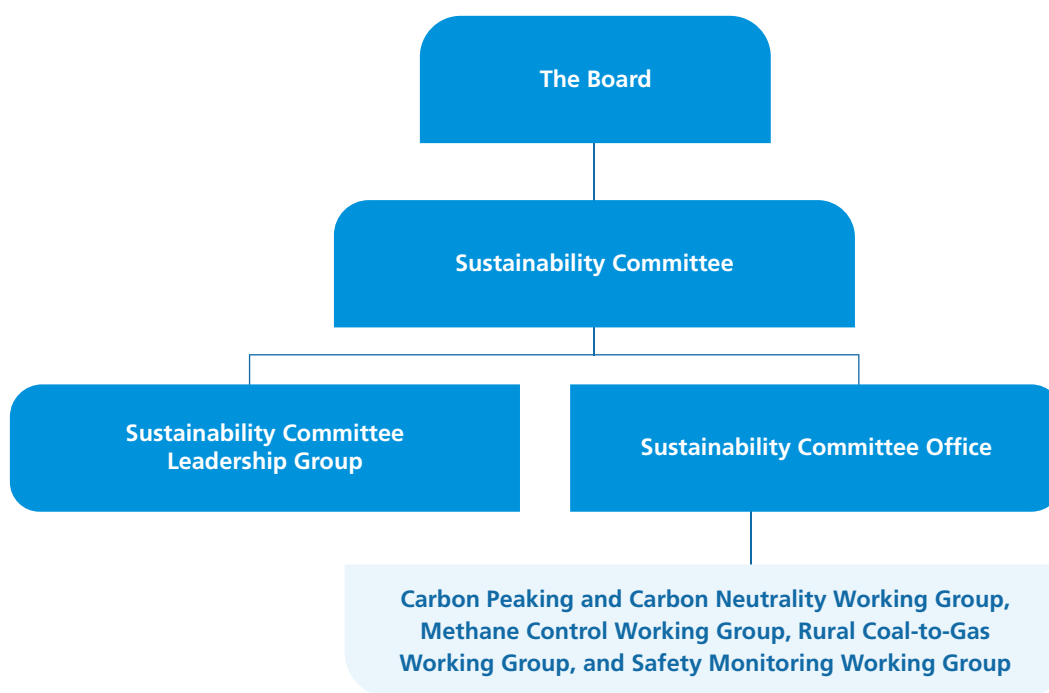 The Board
Sustainability Committee
Sustainability Committee
Leadership Group
Sustainability Committee Office
Carbon Peaking and Carbon Neutrality Working Group,
Methane Control Working Group, Rural Coal-to-Gas
Working Group, and Safety Monitoring Working Group